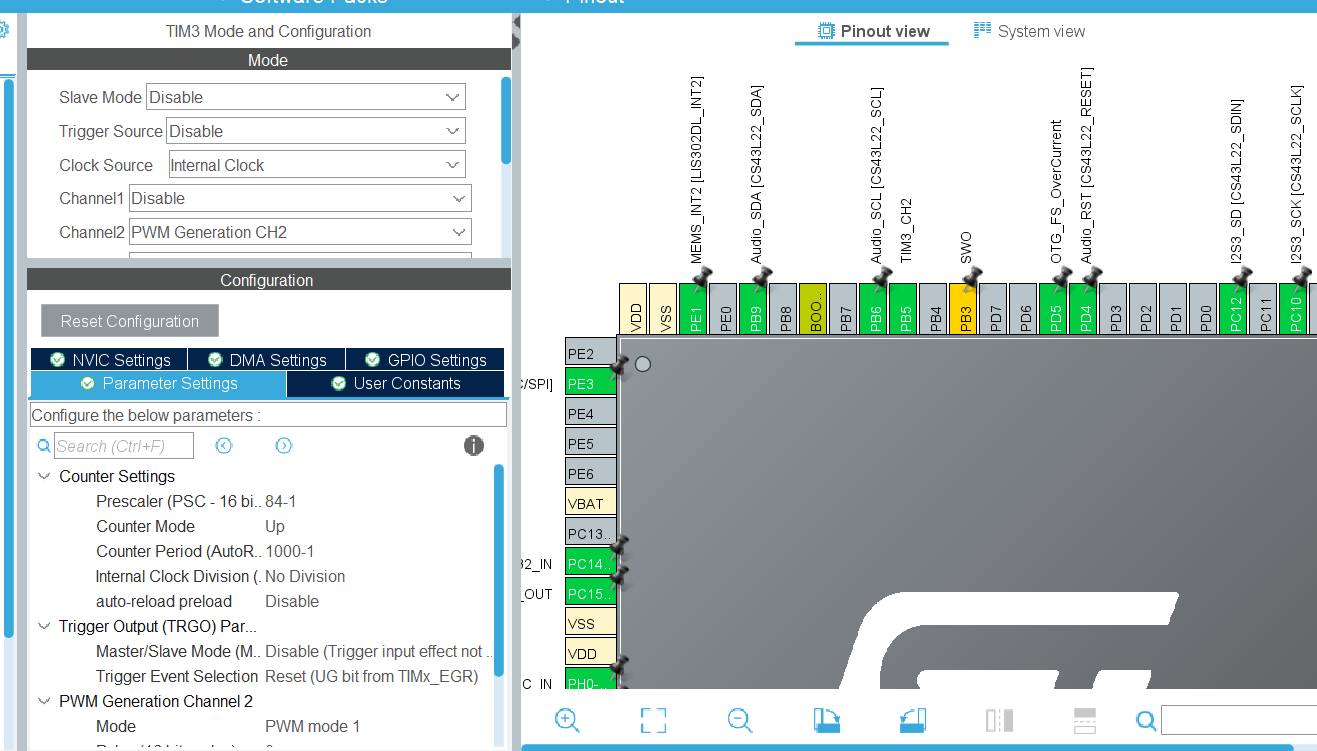 Software Packs
Pinout
TIM3 Mode and Configuration
Mode
Slave Mode Disable
Trigger Source Disable
Clock Source Internal Clock
Channel1 Disable
Channel2 PWM Generation CH2
Configuration
Reset Configuration
NVIC Settings
DMA Settings
GPIO Settings
Parameter Settings
User Constants
Configure the below parameters :
Search (Ctrl+F)
Counter Settings
Prescaler (PSC - 16 bi.. 84-1
Counter Mode Up
Counter Period (AutoR.. 1000-1
Internal Clock Division (. No Division
auto-reload preload Disable
Trigger Output (TRGO) Par...
Master/Slave Mode (M.. Disable (Trigger input effect not ..
Trigger Event Selection Reset (UG bit from TIMx_EGR)
PWM Generation Channel 2
Mode PWM mode 1
Pinout view
System view
MEMS_INT2 [LIS302DL_INT2]
Audio_SDA [CS43L22_SDA]
Audio_SCL [CS43L22_SCL]
TIM3_CH2
SWO
OTG_FS_OverCurrent
Audio_RST [CS43L22_RESET]
I2S3_SD [CS43L22_SDIN]
I2S3_SCK [CS43L22_SCLK]
VDD
VSS
PE1
PE0
PB9
PB8
BOO..
PB7
PB6
PB5
PB4
PB3
PD7
PD6
PD5
PD4
PD3
PD2
PD1
PD0
PC12
PC11
PC10
PE2
C/SPI] PE3
PE4
PE5
PE6
VBAT
PC13..
32_IN PC14..
_OUT PC15..
VSS
VDD
C_IN PH0-..